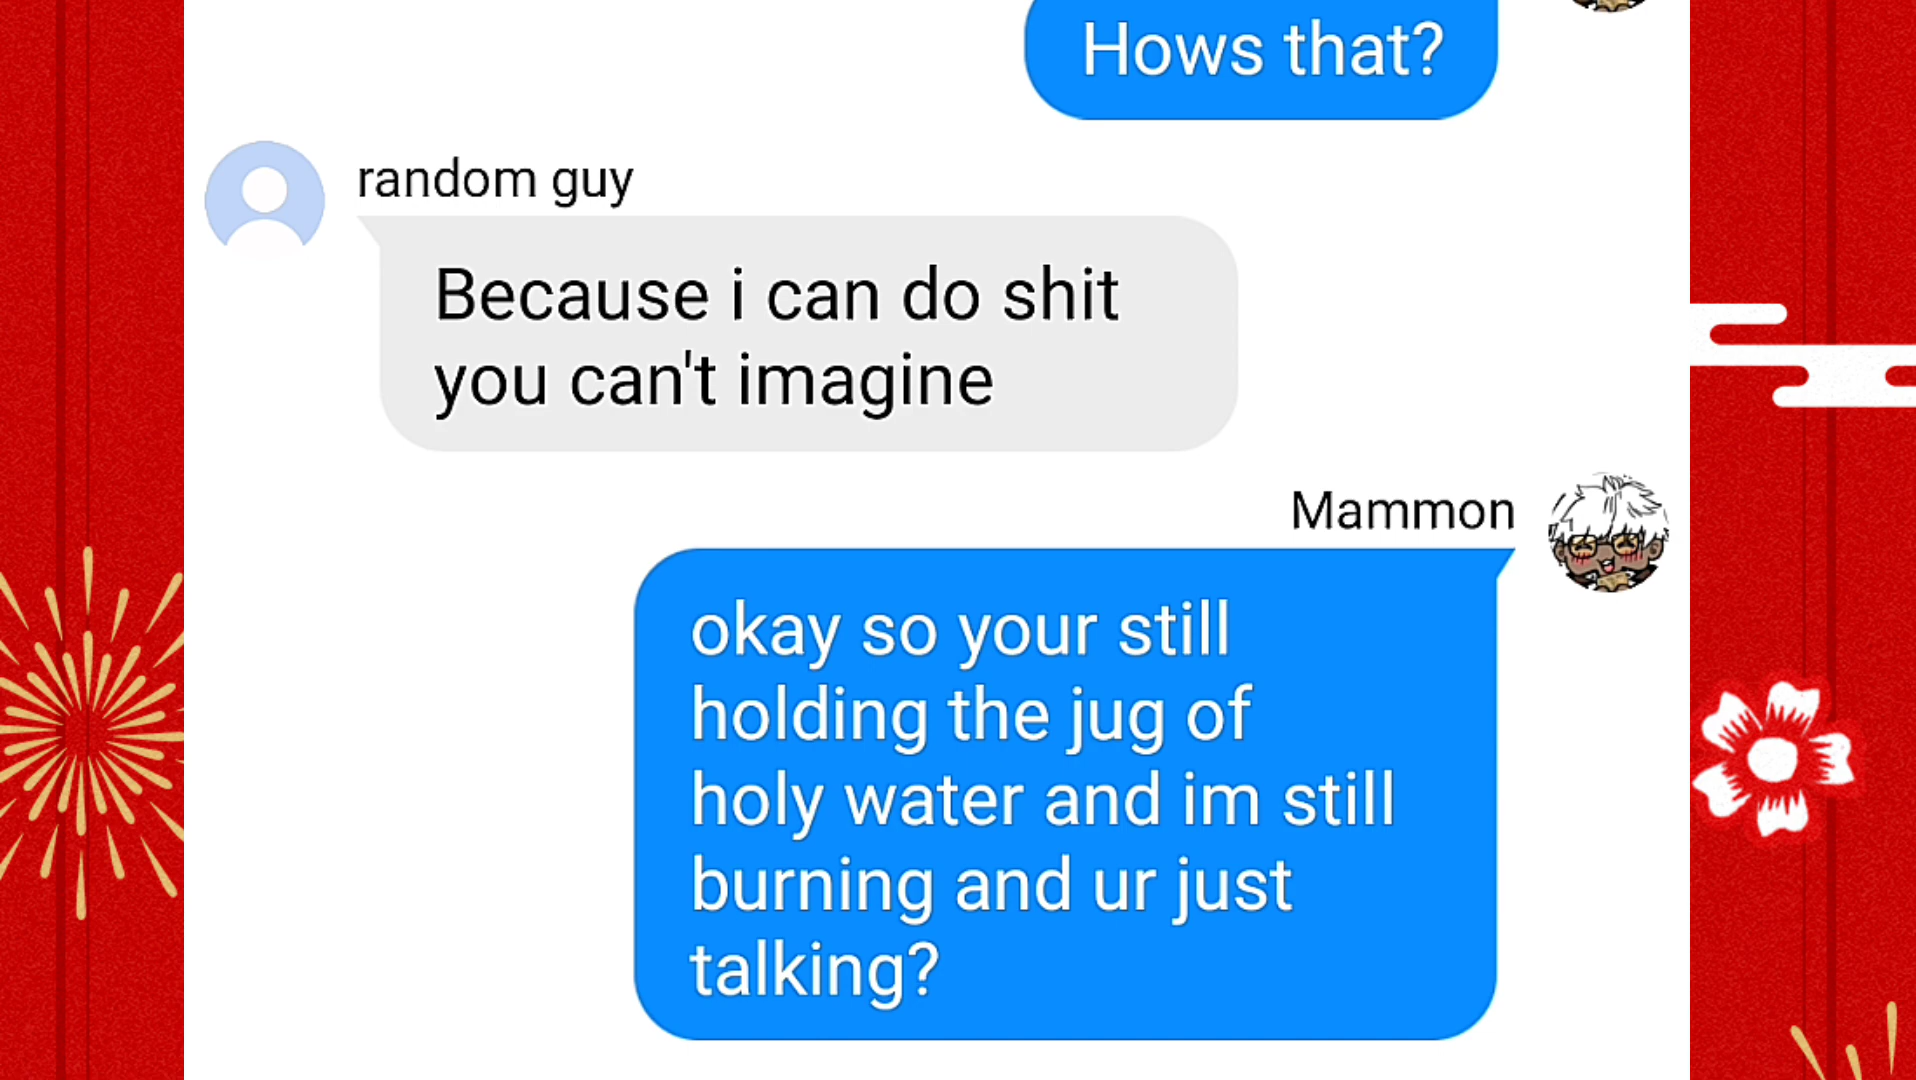 Hows that?
random guy
Because i can do shit
you can't imagine
Mammon
okay so your still
holding the jug of
holy water and im still
burning and ur just
talking?